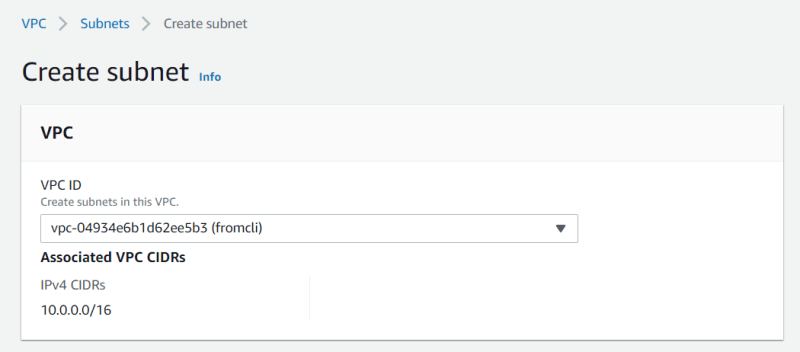 VPC > Subnets > Create subnet
Create subnet Info
VPC
VPC ID
Create subnets in this VPC.
vpc-04934e6b1d62ee5b3 (fromcli)
Associated VPC CIDRs
IPv4 CIDRs
10.0.0.0/16